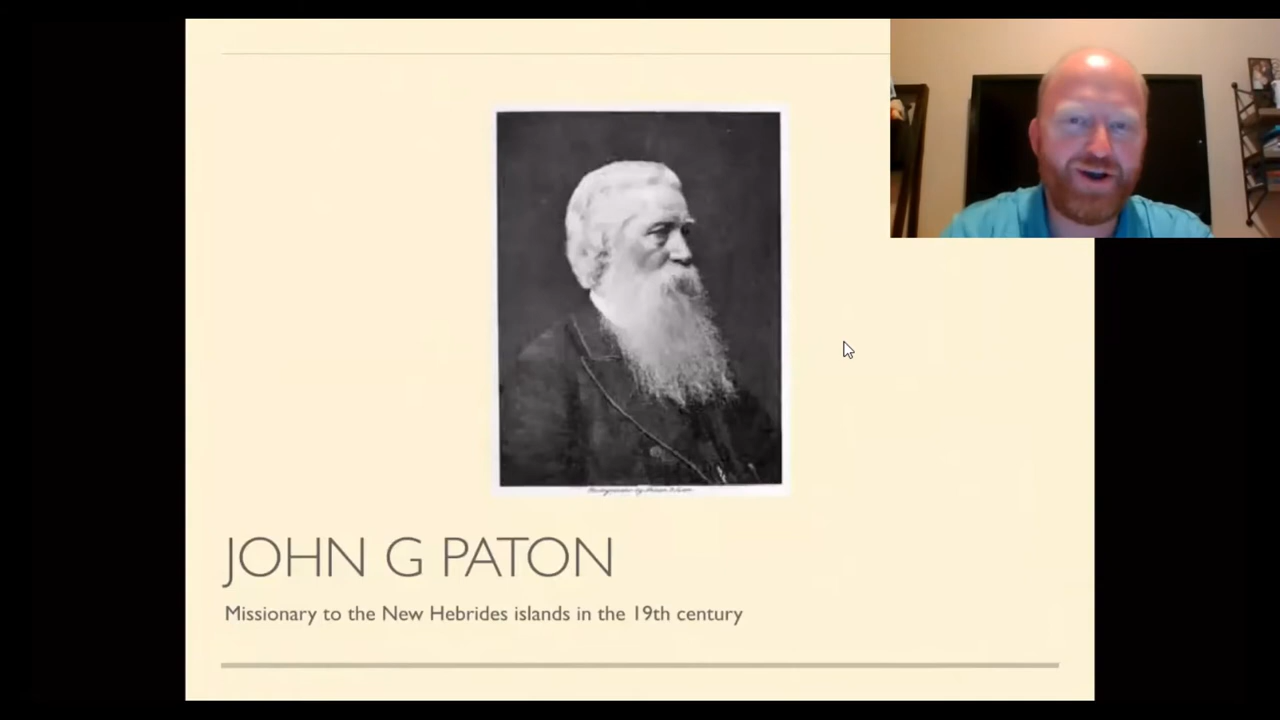 JOHN G PATON
Missionary to the New Hebrides islands in the 19th century